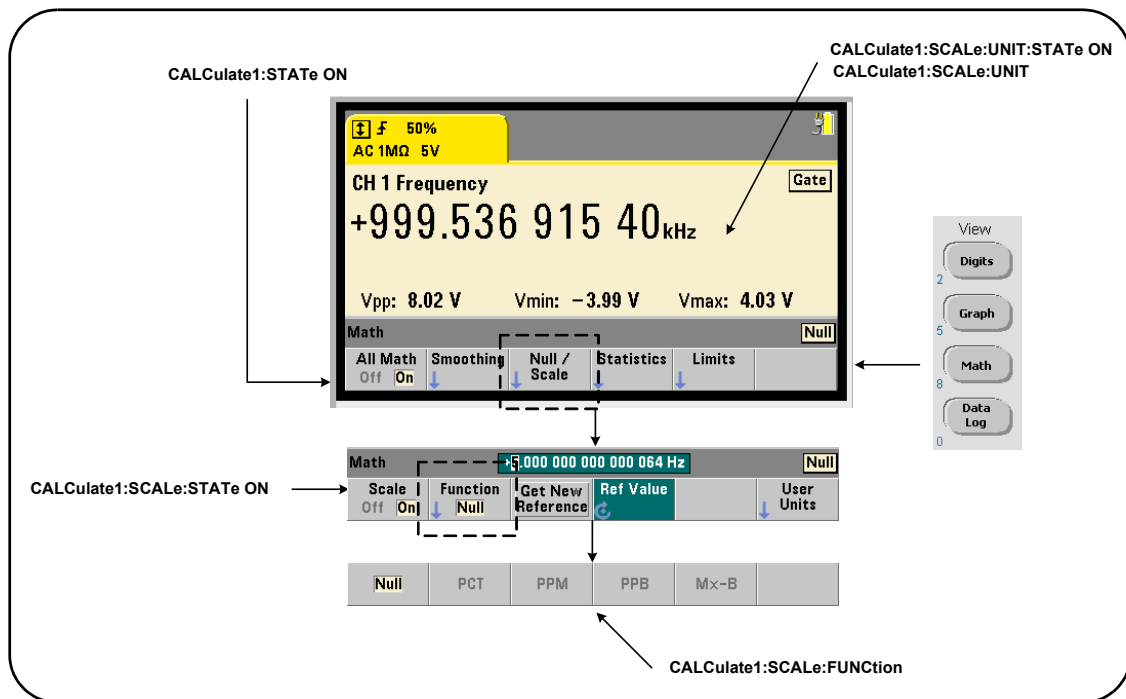 CALCulate1:STATe ON
CALCulate1:SCALe:UNIT:STATe ON
CALCulate1:SCALe:UNIT
50%
AC 1MΩ 5V
CH 1 Frequency
Gate
+999.536 915 40kHz
Vpp: 8.02 V Vmin: −3.99 V Vmax: 4.03 V
Math Null
All Math Smoothing Null / Statistics Limits
Off On Scale
View
Digits
2
Graph
5
Math
8
Data
Log
0
CALCulate1:SCALe:STATe ON
Math +5.000 000 000 000 064 Hz Null
Scale Function Get New Ref Value User
Off On Null Reference Units
Null PCT PPM PPB Mx-B
CALCulate1:SCALe:FUNCtion